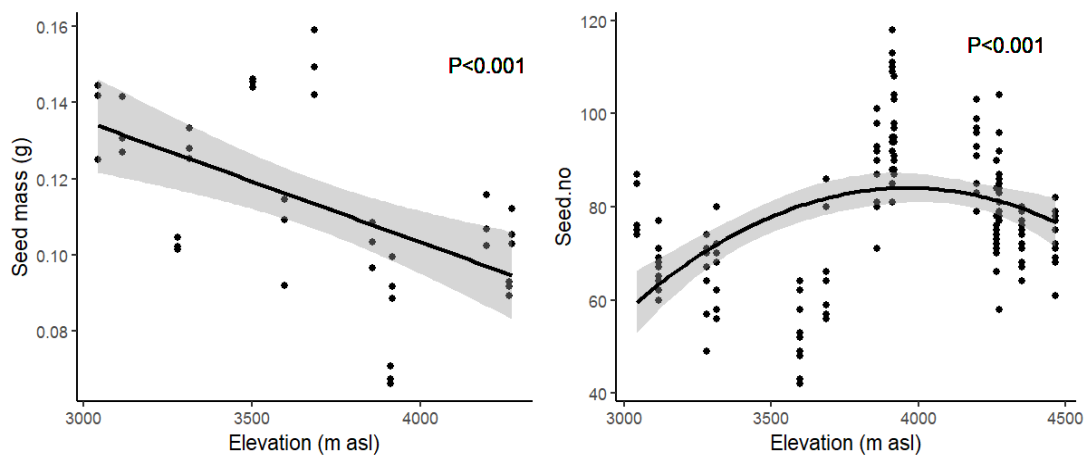 0.16
0.14
0.12
0.10
0.08
Seed mass (g)
P<0.001
3000
3500
4000
Elevation (m asl)
120
100
80
60
40
Seed.no
P<0.001
3000
3500
4000
4500
Elevation (m asl)